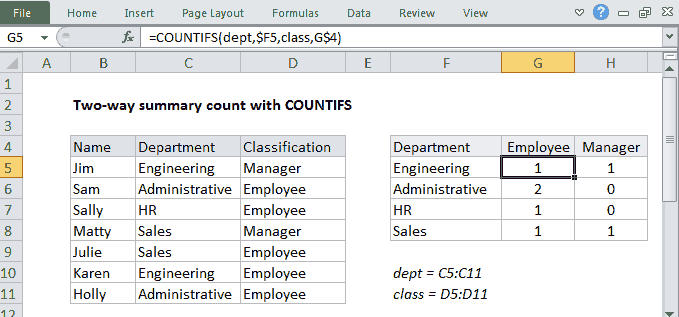 File Home Insert Page Layout Formulas Data Review View
G5 fx =COUNTIFS(dept,$F5,class,G$4)
A B C D E F G H
1
2 Two-way summary count with COUNTIFS
3
4 Name Department Classification Department Employee Manager
5 Jim Engineering Manager Engineering 1 1
6 Sam Administrative Employee Administrative 2 0
7 Sally HR Employee HR 1 0
8 Matty Sales Manager Sales 1 1
9 Julie Sales Employee
10 Karen Engineering Employee dept = C5:C11
11 Holly Administrative Employee class = D5:D11
12